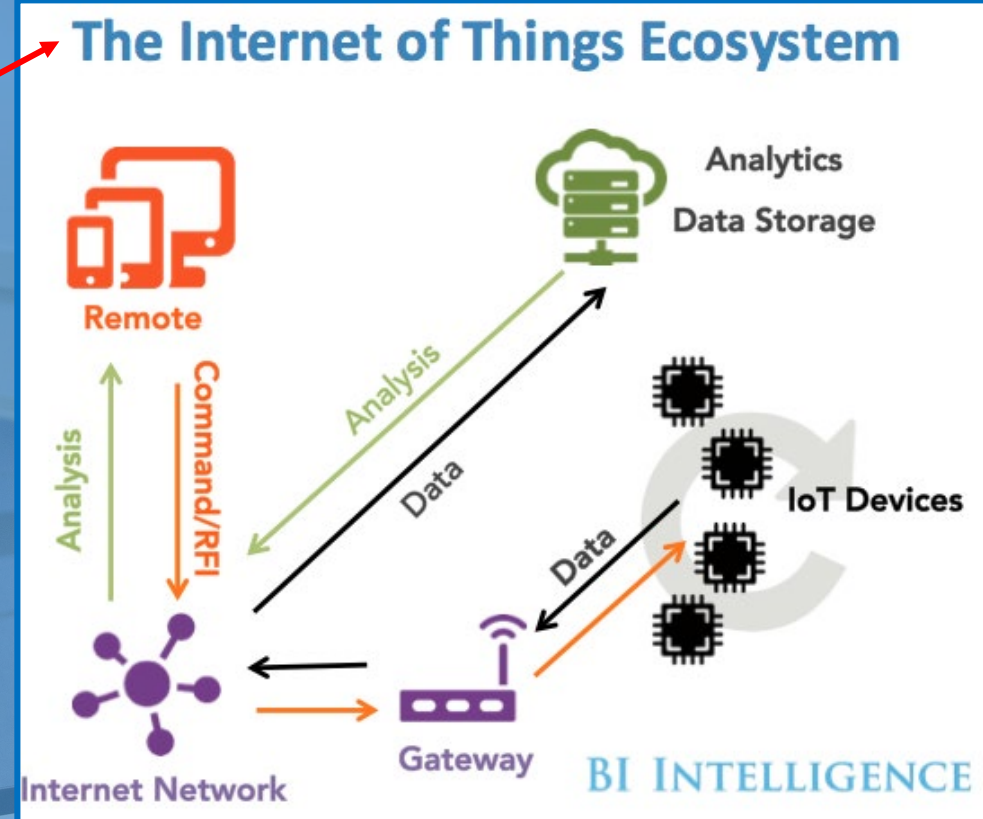 The Internet of Things Ecosystem
Analytics
Data Storage
Remote
Analysis
Command/RFI
Analysis
Data
IoT Devices
Data
Gateway
Internet Network
BI INTELLIGENCE